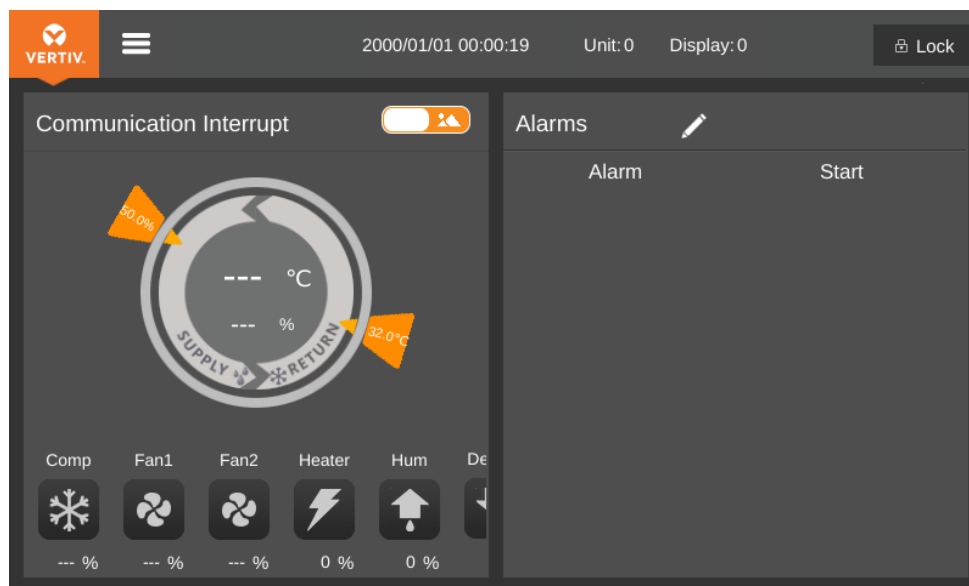 VERTIV.
2000/01/01 00:00:19 Unit: 0 Display: 0 Lock
Communication Interrupt
Alarms
Alarm Start
50.0%
--- °C
--- %
32.0°C
SUPPLY RETURN
Comp Fan1 Fan2 Heater Hum De
--- % --- % --- % 0 % 0 %